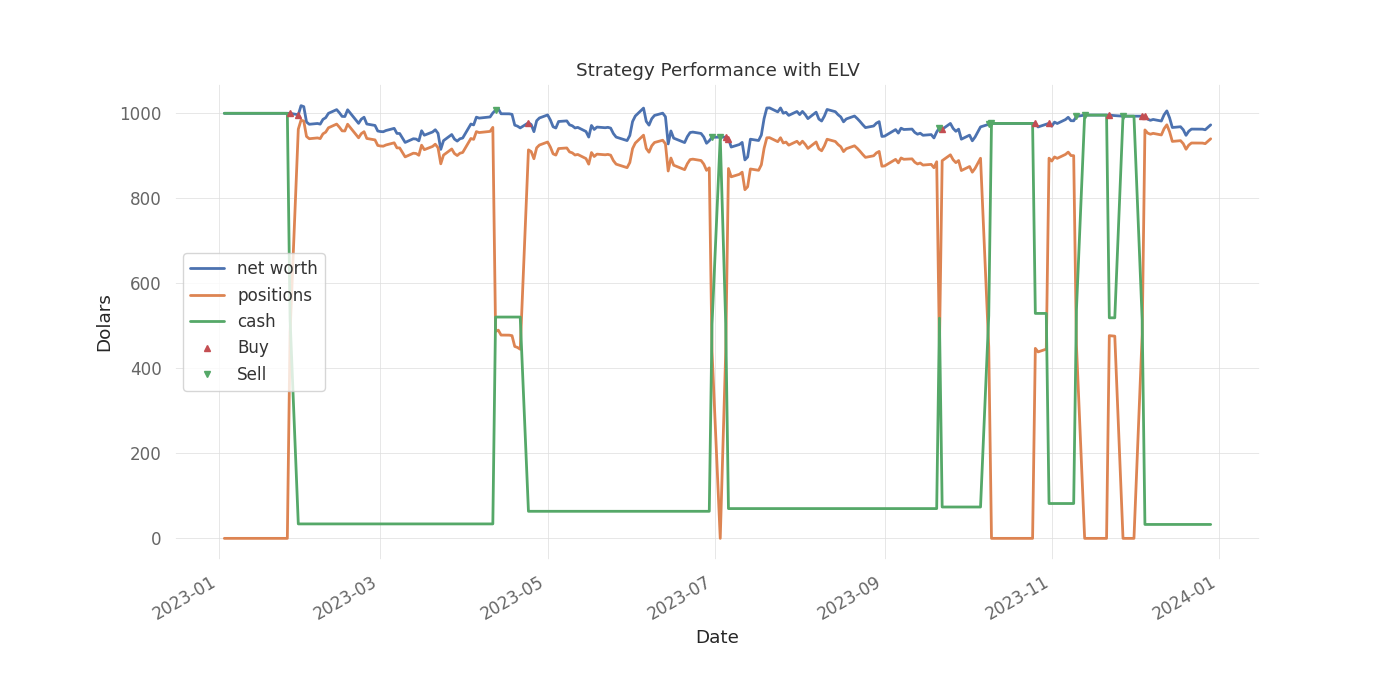 Strategy Performance with ELV
Dolars
1000
800
600
400
200
0
net worth
positions
cash
Buy
Sell
2023-01
2023-03
2023-05
2023-07
2023-09
2023-11
2024-01
Date